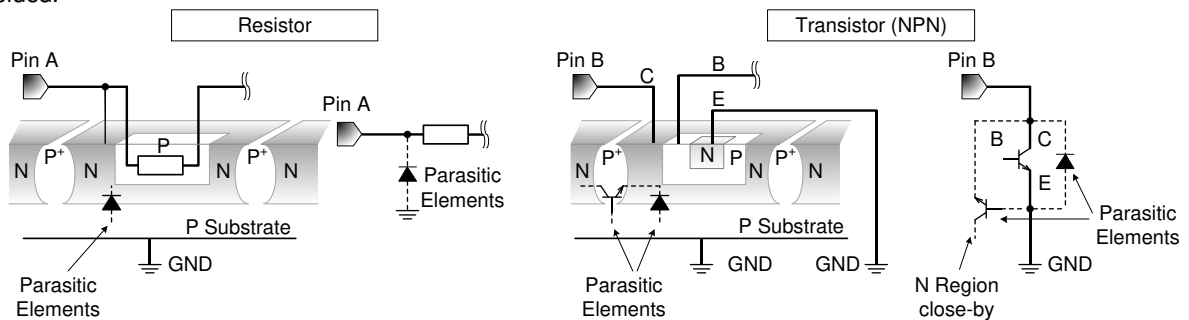 Resistor
Transistor (NPN)
Pin A
Pin A
N
P+
N
P
P+
N
N
Parasitic
Elements
P Substrate
GND
Parasitic
Elements
Pin B
C
B
E
N
P+
N
N
P
P+
N
P Substrate
GND
GND
Parasitic
Elements
Pin B
B
C
E
Parasitic
Elements
GND
N Region
close-by